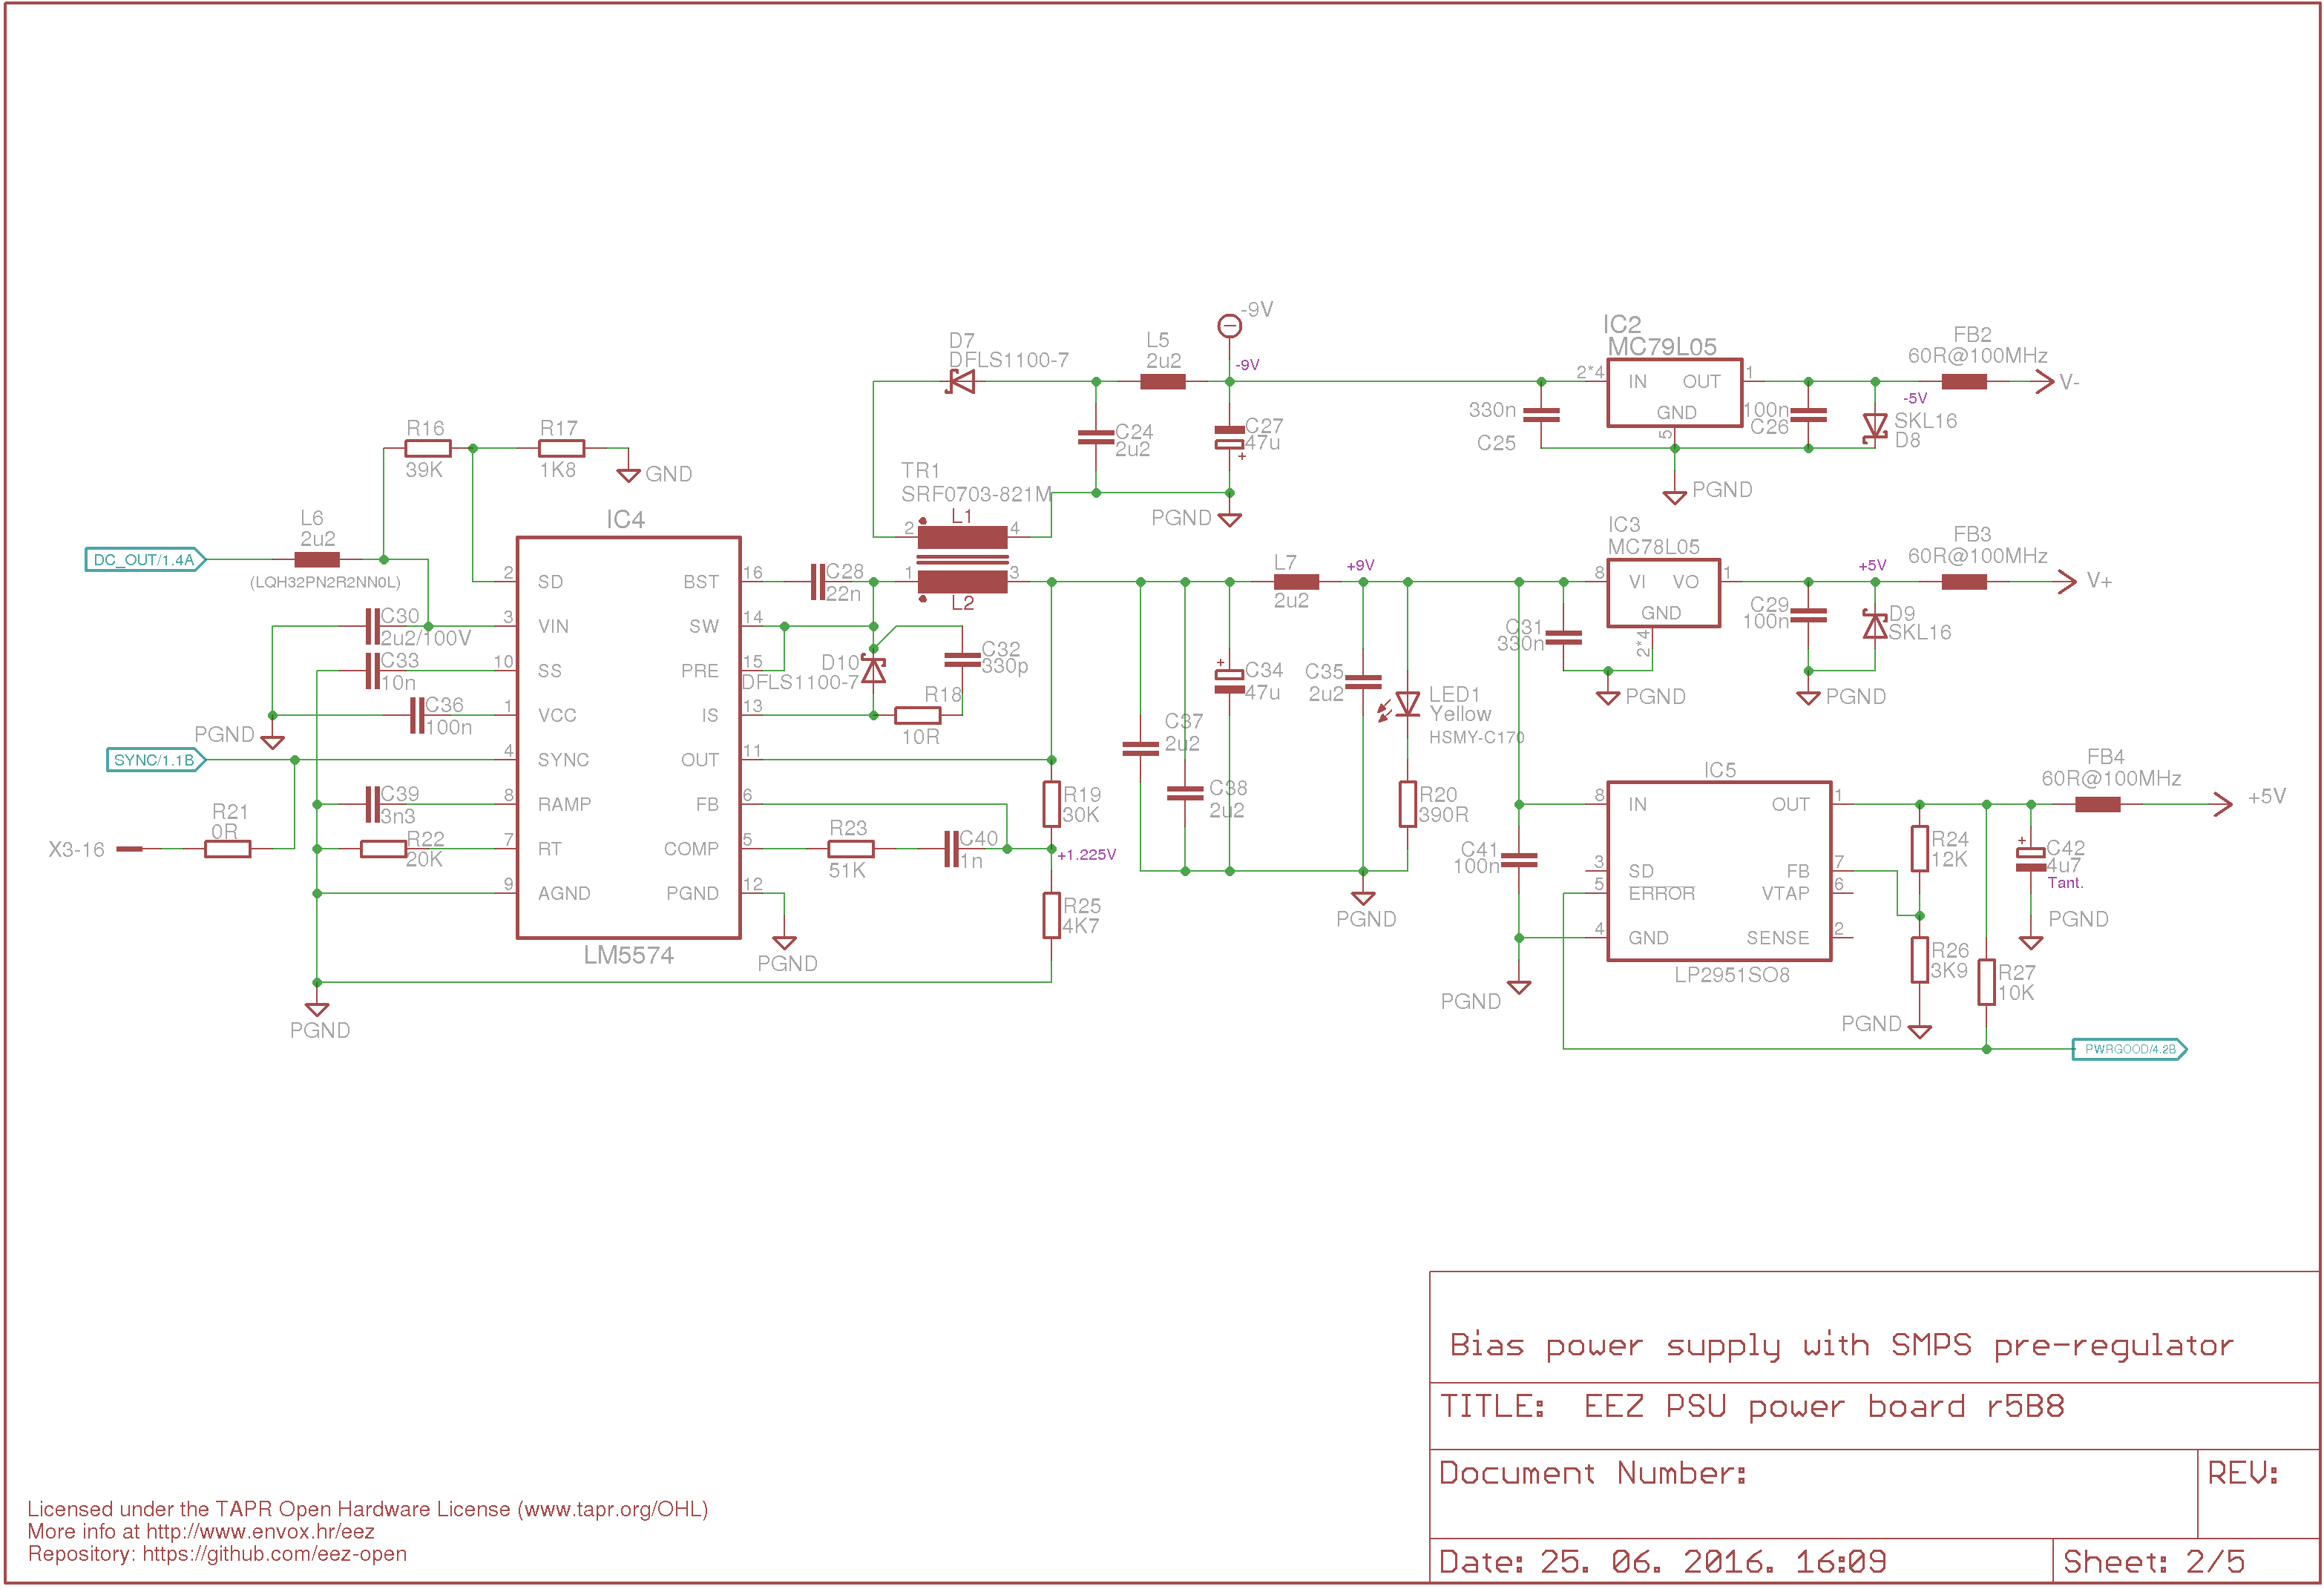 -9V
D7
DFLS1100-7
L5
2u2
-9V
IC2
MC79L05
2*4
IN
OUT
1
GND
5
FB2
60R@100MHz
V-
-5V
330n
C25
100n
C26
SKL16
D8
PGND
C24
2u2
C27
47u
+
PGND
R16
39K
R17
1K8
GND
TR1
SRF0703-821M
2
L1
4
1
L2
3
L6
2u2
(LQH32PN2R2NN0L)
DC_OUT/1.4A
IC4
2
SD
3
VIN
10
SS
1
VCC
4
SYNC
8
RAMP
7
RT
9
AGND
BST
16
SW
14
PRE
15
IS
13
OUT
11
FB
6
COMP
5
PGND
12
LM5574
C30
2u2/100V
C33
10n
C36
100n
PGND
SYNC/1.1B
C39
3n3
R21
0R
X3-16
R22
20K
PGND
C28
22n
D10
DFLS1100-7
C32
330p
R18
10R
R19
30K
R23
51K
C40
1n
+1.225V
R25
4K7
PGND
L7
2u2
+9V
+
C34
47u
C35
2u2
C37
2u2
C38
2u2
LED1
Yellow
HSMY-C170
R20
390R
PGND
IC3
MC78L05
8
VI
VO
1
GND
2*4
FB3
60R@100MHz
+5V
V+
C31
330n
C29
100n
D9
SKL16
PGND
PGND
IC5
8
IN
3
SD
5
ERROR
4
GND
OUT
1
FB
7
VTAP
6
SENSE
2
LP2951SO8
C41
100n
PGND
FB4
60R@100MHz
+5V
R24
12K
+
C42
4u7
Tant.
PGND
R26
3K9
R27
10K
PGND
PWRGOOD/4.2B
Bias power supply with SMPS pre-regulator
TITLE: EEZ PSU power board r5B8
Document Number:
REV:
Date: 25. 06. 2016. 16:09
Sheet: 2/5
Licensed under the TAPR Open Hardware License (www.tapr.org/OHL)
More info at http://www.envox.hr/eez
Repository: https://github.com/eez-open